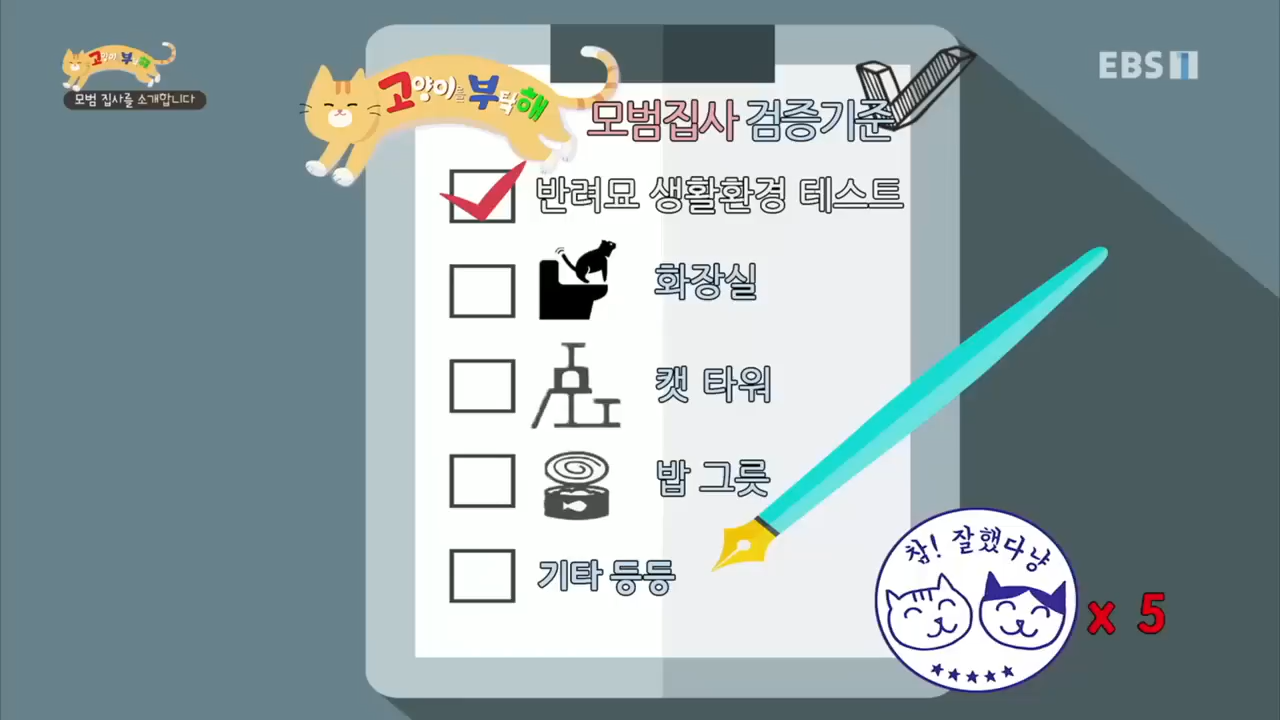 고양이를 부탁해
모범 집사를 소개합니다
EBS 1
고양이를 부탁해
모범집사 검증기준
반려묘 생활환경 테스트
화장실
캣 타워
밥 그릇
기타 등등
참! 잘했다냥
x 5